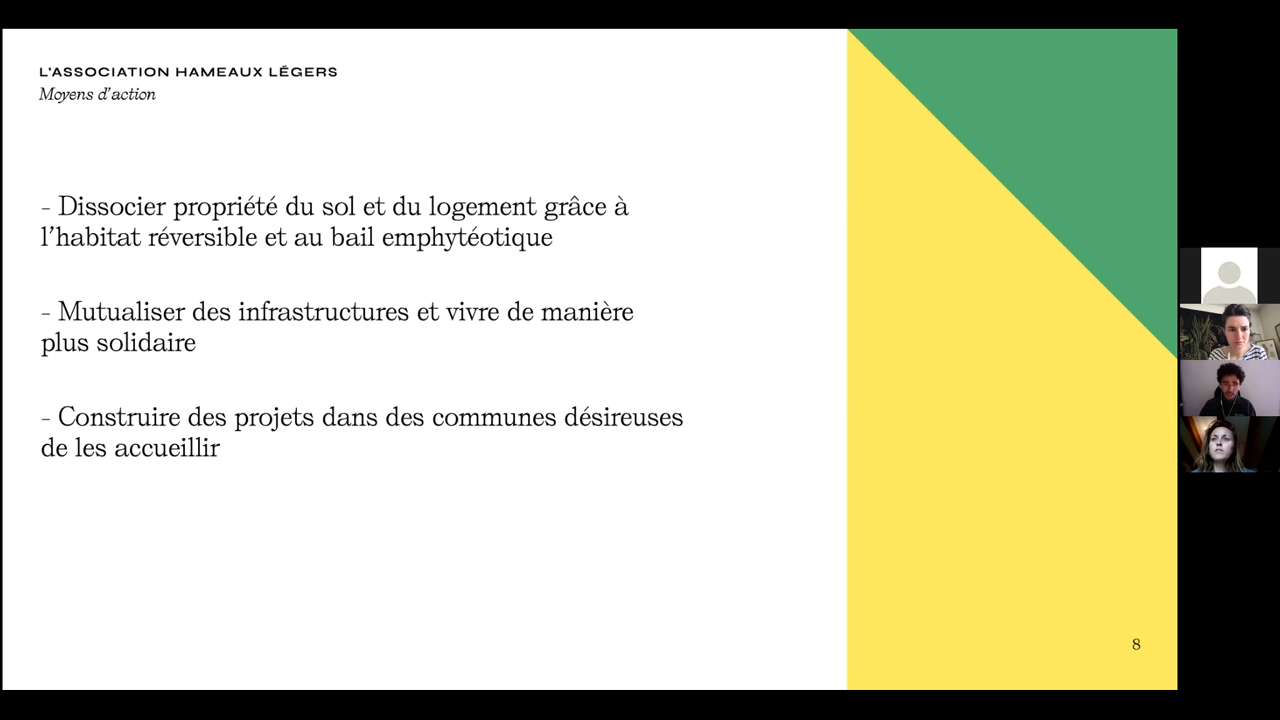 L'ASSOCIATION HAMEAUX LÉGERS
Moyens d'action
- Dissocier propriété du sol et du logement grâce à
l'habitat réversible et au bail emphytéotique
- Mutualiser des infrastructures et vivre de manière
plus solidaire
- Construire des projets dans des communes désireuses
de les accueillir
8